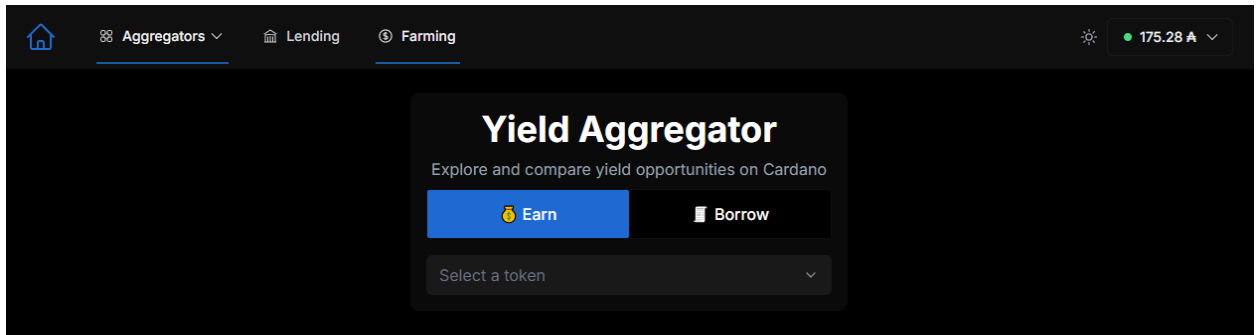 Aggregators
Lending
Farming
175.28 ₳
Yield Aggregator
Explore and compare yield opportunities on Cardano
Earn
Borrow
Select a token